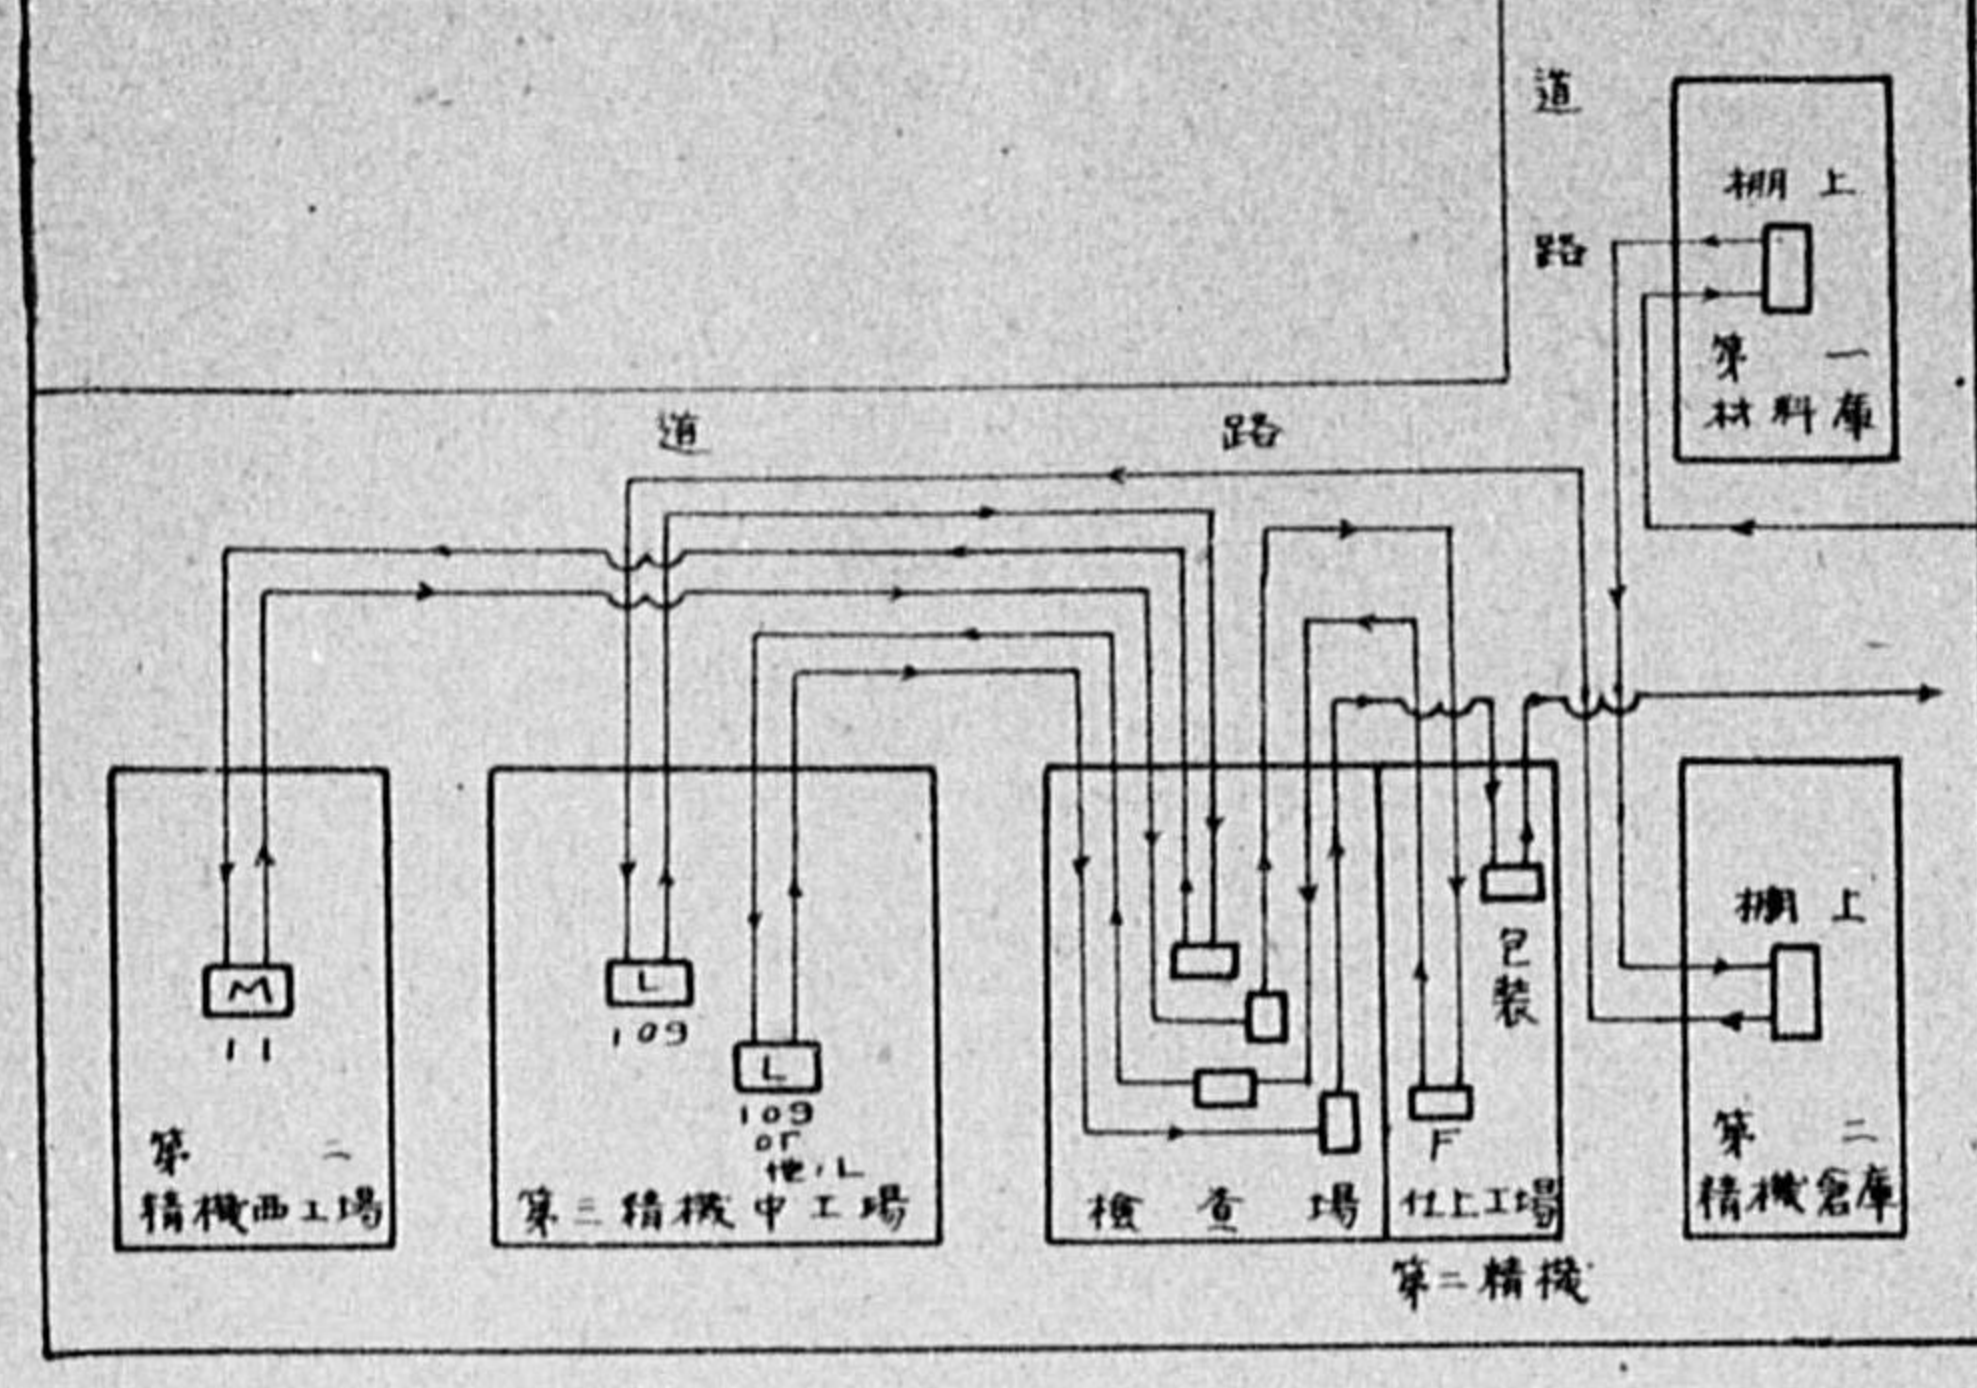 道
路
棚上
第一
材料庫
道路
M
11
第二
精機西工場
L
109
L
109
or
他ノL
第三精機中工場
検査場
包装
F
仕上工場
第二精機
棚上
第二
精機倉庫